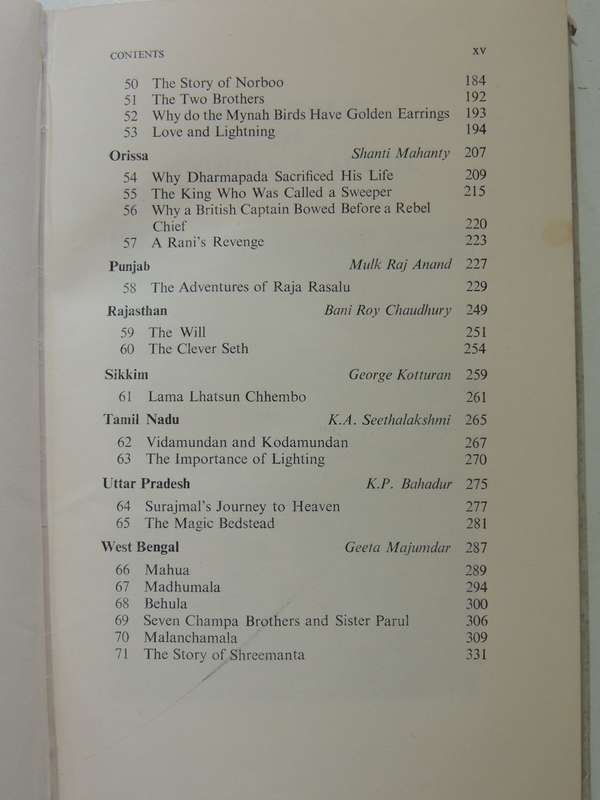 CONTENTS XV
50 The Story of Norboo 184
51 The Two Brothers 192
52 Why do the Mynah Birds Have Golden Earrings 193
53 Love and Lightning 194
Orissa Shanti Mahanty 207
54 Why Dharmapada Sacrificed His Life 209
55 The King Who Was Called a Sweeper 215
56 Why a British Captain Bowed Before a Rebel
Chief 220
57 A Rani's Revenge 223
Punjab Mulk Raj Anand 227
58 The Adventures of Raja Rasalu 229
Rajasthan Bani Roy Chaudhury 249
59 The Will 251
60 The Clever Seth 254
Sikkim George Kotturan 259
61 Lama Lhatsun Chhembo 261
Tamil Nadu K.A. Seethalakshmi 265
62 Vidamundan and Kodamundan 267
63 The Importance of Lighting 270
Uttar Pradesh K.P. Bahadur 275
64 Surajmal's Journey to Heaven 277
65 The Magic Bedstead 281
West Bengal Geeta Majumdar 287
66 Mahua 289
67 Madhumala 294
68 Behula 300
69 Seven Champa Brothers and Sister Parul 306
70 Malanchamala 309
71 The Story of Shreemanta 331